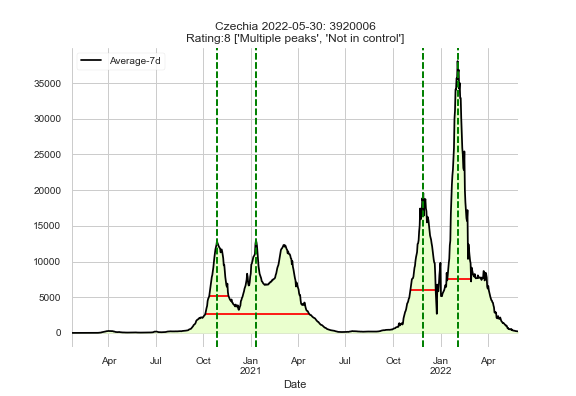 Czechia 2022-05-30: 3920006
Rating:8 ['Multiple peaks', 'Not in control']
Average-7d
35000
30000
25000
20000
15000
10000
5000
0
Apr Jul Oct Jan Apr Jul Oct Jan Apr
2021 2022
Date